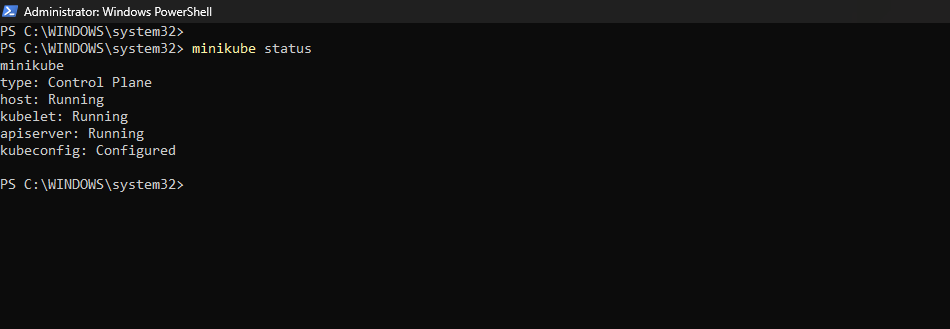 Administrator: Windows PowerShell
PS C:\WINDOWS\system32>
PS C:\WINDOWS\system32> minikube status
minikube
type: Control Plane
host: Running
kubelet: Running
apiserver: Running
kubeconfig: Configured
PS C:\WINDOWS\system32>